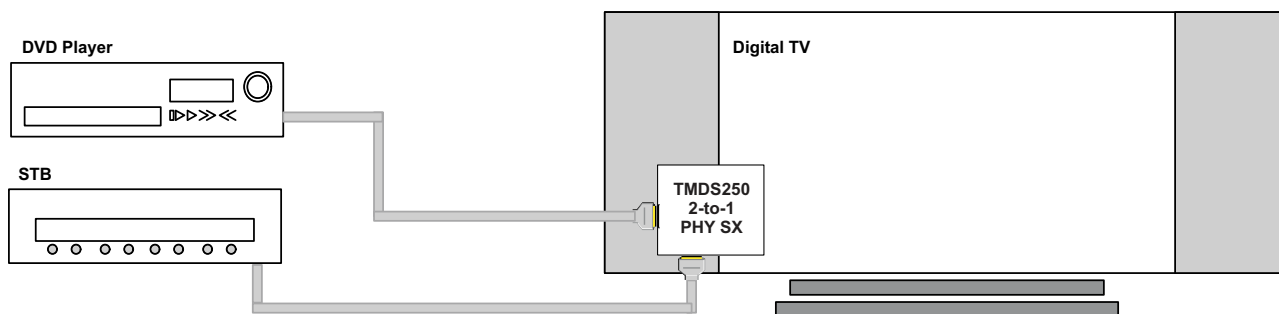 DVD Player
Digital TV
STB
TMDS250
2-to-1
PHY SX